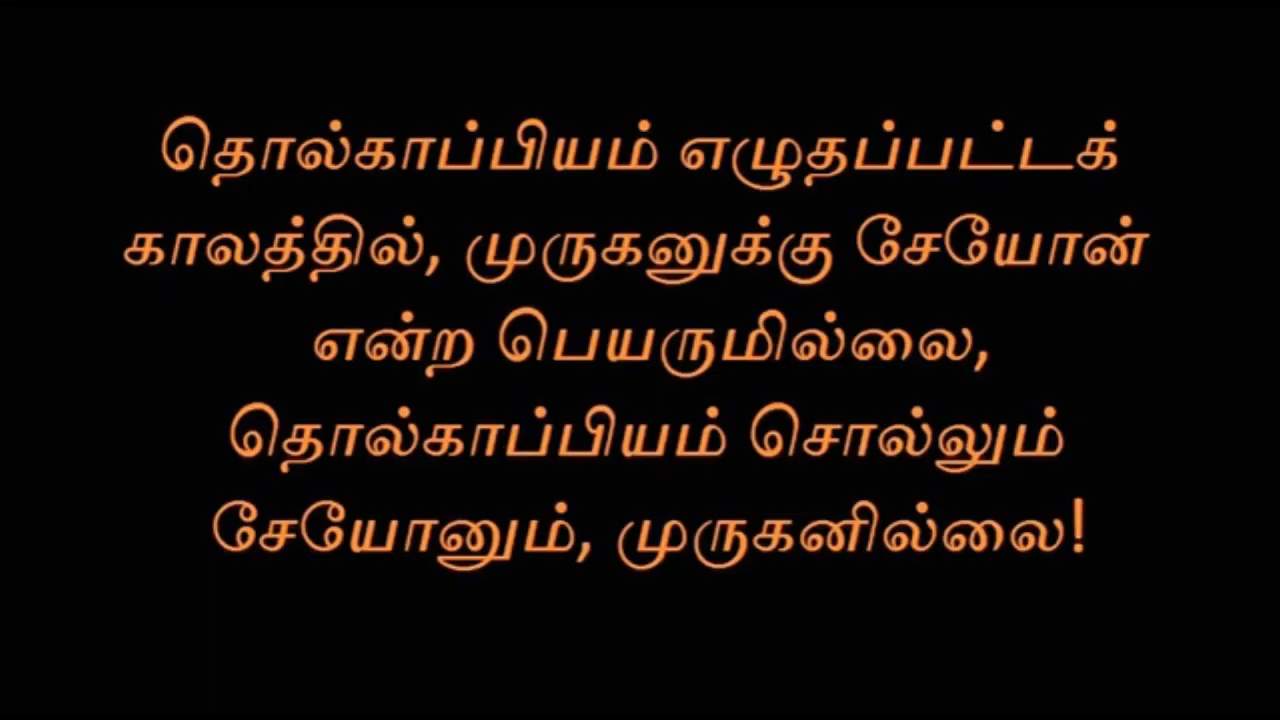 தொல்காப்பியம் எழுதப்பட்டக்
காலத்தில், முருகனுக்கு சேயோன்
என்ற பெயருமில்லை,
தொல்காப்பியம் சொல்லும்
சேயோனும், முருகனில்லை!